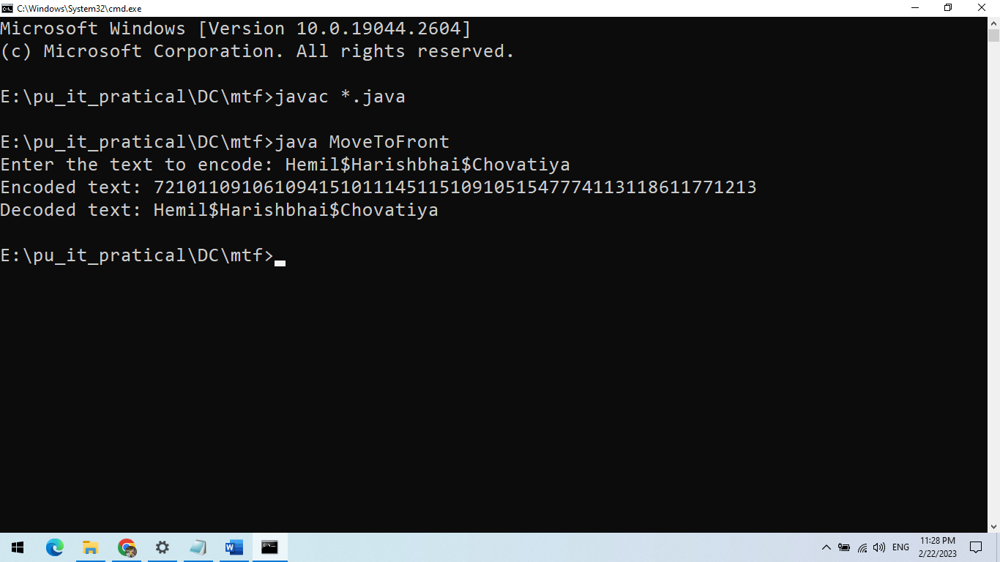 C:\Windows\System32\cmd.exe
Microsoft Windows [Version 10.0.19044.2604]
(c) Microsoft Corporation. All rights reserved.
E:\pu_it_pratical\DC\mtf>javac *.java
E:\pu_it_pratical\DC\mtf>java MoveToFront
Enter the text to encode: Hemil$Harishbhai$Chovatiya
Encoded text: 7210110910610941510111451151091051547774113118611771213
Decoded text: Hemil$Harishbhai$Chovatiya
E:\pu_it_pratical\DC\mtf>
ENG
11:28 PM
2/22/2023